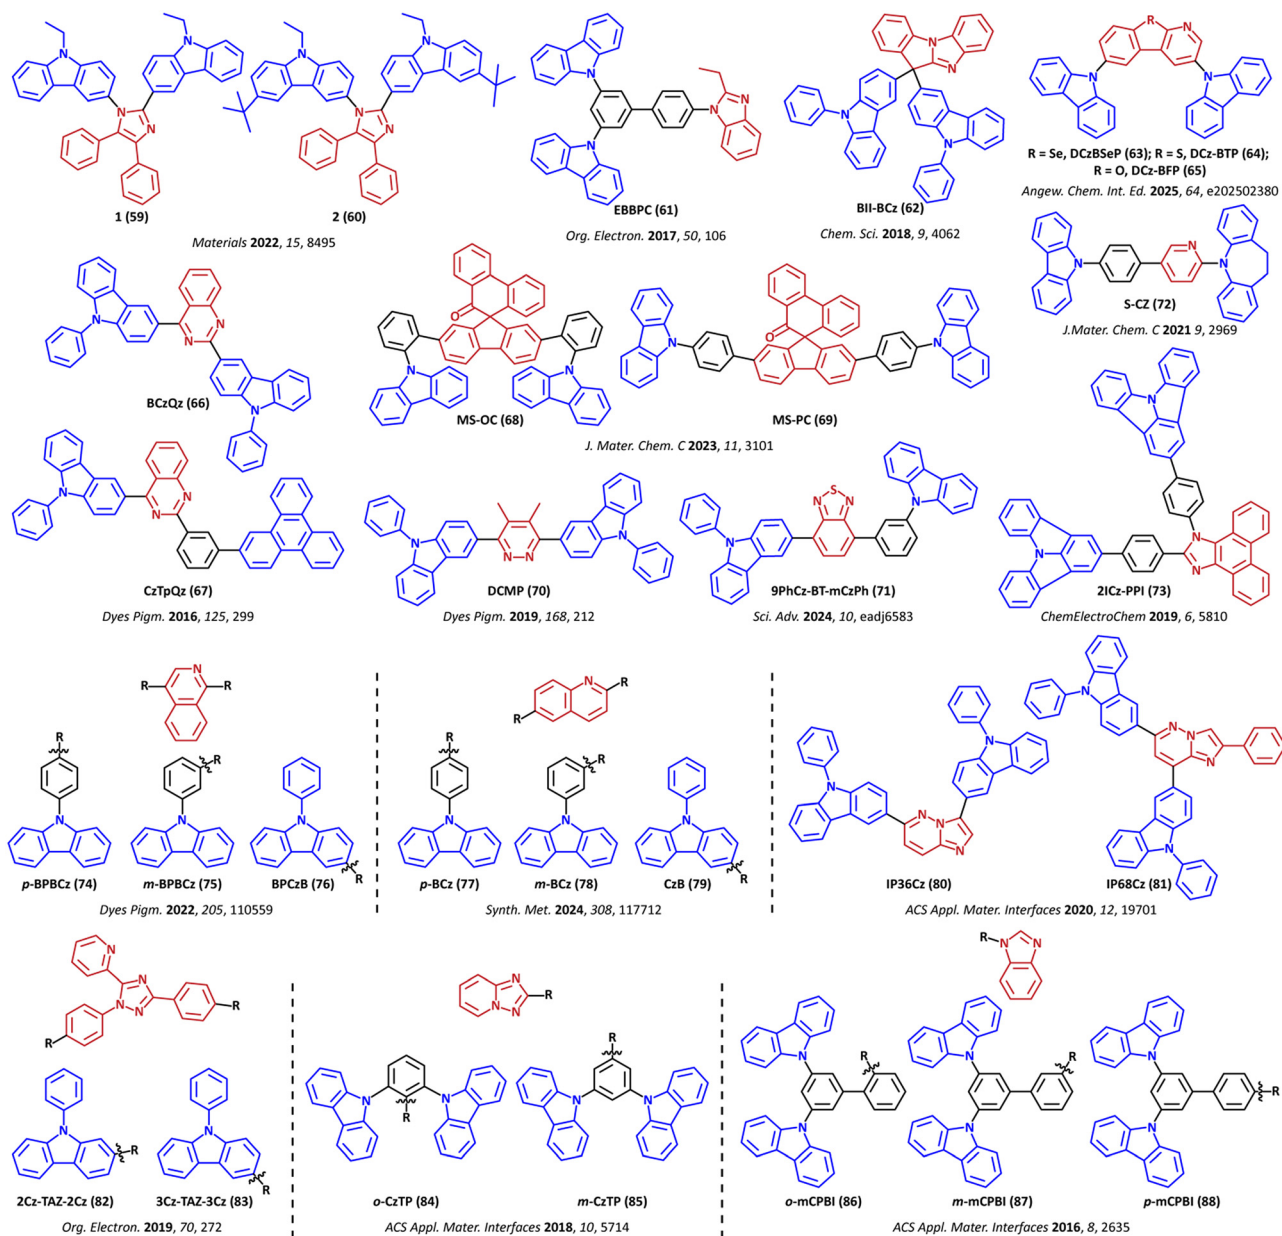 1 (59)
2 (60)
Materials 2022, 15, 8495
EBBPC (61)
Org. Electron. 2017, 50, 106
BII-BCz (62)
Chem. Sci. 2018, 9, 4062
R = Se, DCzBSeP (63); R = S, DCz-BTP (64);
R = O, DCz-BFP (65)
Angew. Chem. Int. Ed. 2025, 64, e202502380
S-CZ (72)
J.Mater. Chem. C 2021 9, 2969
BCzQz (66)
MS-OC (68)
MS-PC (69)
J. Mater. Chem. C 2023, 11, 3101
CzTpQz (67)
Dyes Pigm. 2016, 125, 299
DCMP (70)
Dyes Pigm. 2019, 168, 212
9PhCz-BT-mCzPh (71)
Sci. Adv. 2024, 10, eadj6583
2ICz-PPI (73)
ChemElectroChem 2019, 6, 5810
p-BPBCz (74)
m-BPBCz (75)
BPCzB (76)
Dyes Pigm. 2022, 205, 110559
p-BCz (77)
m-BCz (78)
CzB (79)
Synth. Met. 2024, 308, 117712
IP36Cz (80)
IP68Cz (81)
ACS Appl. Mater. Interfaces 2020, 12, 19701
2Cz-TAZ-2Cz (82)
3Cz-TAZ-3Cz (83)
Org. Electron. 2019, 70, 272
o-CzTP (84)
m-CzTP (85)
ACS Appl. Mater. Interfaces 2018, 10, 5714
o-mCPBI (86)
m-mCPBI (87)
p-mCPBI (88)
ACS Appl. Mater. Interfaces 2016, 8, 2635